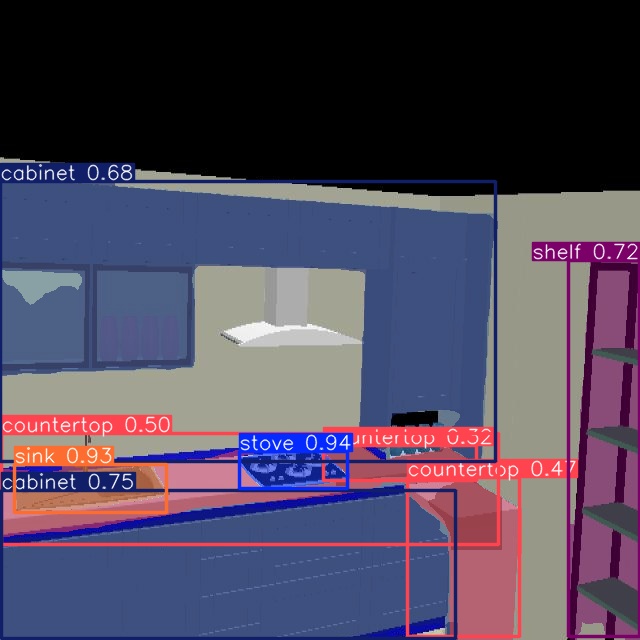 cabinet 0.68
shelf 0.72
countertop 0.50
untertop 0.32
stove 0.94
sink 0.93
countertop 0.47
cabinet 0.75